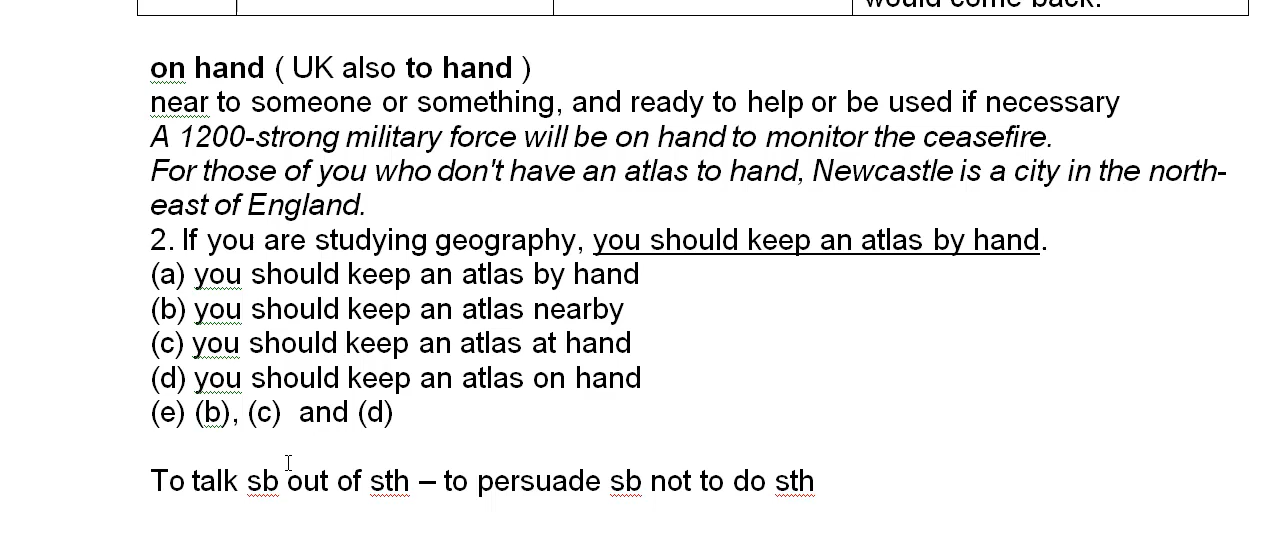 would come back.
on hand ( UK also to hand )
near to someone or something, and ready to help or be used if necessary
A 1200-strong military force will be on hand to monitor the ceasefire.
For those of you who don't have an atlas to hand, Newcastle is a city in the north-
east of England.
2. If you are studying geography, you should keep an atlas by hand.
(a) you should keep an atlas by hand
(b) you should keep an atlas nearby
(c) you should keep an atlas at hand
(d) you should keep an atlas on hand
(e) (b), (c)  and (d)
To talk sb out of sth – to persuade sb not to do sth